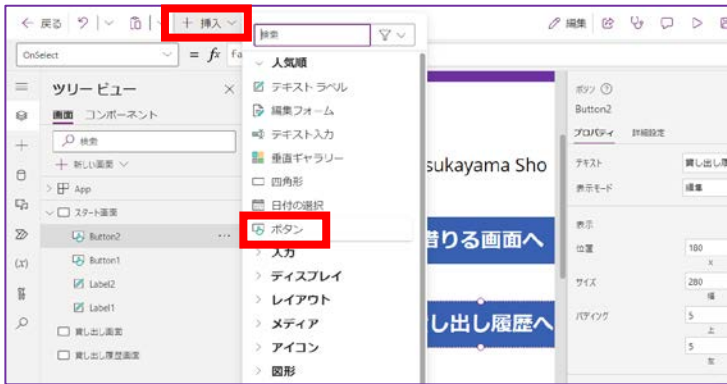 戻る
挿入
編集
OnSelect
= fx Fa
検索
人気順
テキスト ラベル
編集フォーム
テキスト入力
垂直ギャラリー
四角形
日付の選択
ボタン
入力
ディスプレイ
レイアウト
メディア
アイコン
図形
ツリー ビュー
画面 コンポーネント
検索
新しい画面
App
スタート画面
Button2
Button1
Label2
Label1
貸し出し画面
貸し出し履歴画面
sukayama Sho
借りる画面へ
し出し履歴へ
ボタン
Button2
プロパティ 詳細設定
テキスト 貸し出し履
表示モード 編集
表示
位置 180
X
サイズ 280
幅
パディング 5
上
5
左